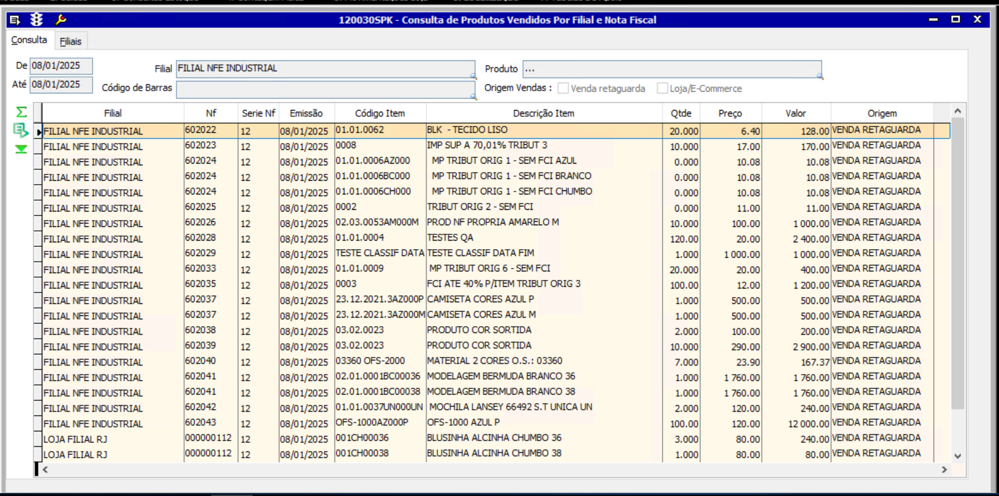 120030SPK - Consulta de Produtos Vendidos Por Filial e Nota Fiscal
Consulta Filiais
De 08/01/2025 Filial FILIAL NFE INDUSTRIAL Produto ...
Até 08/01/2025 Código de Barras Origem Vendas : Venda retaguarda Loja/E-Commerce
Filial Nf Serie Nf Emissão Código Item Descrição Item Qtde Preço Valor Origem
FILIAL NFE INDUSTRIAL 602022 12 08/01/2025 01.01.0062 BLK - TECIDO LISO 20.000 6.40 128.00 VENDA RETAGUARDA
FILIAL NFE INDUSTRIAL 602023 12 08/01/2025 0008 IMP SUP A 70,01% TRIBUT 3 10.000 17.00 170.00 VENDA RETAGUARDA
FILIAL NFE INDUSTRIAL 602024 12 08/01/2025 01.01.0006AZ000 MP TRIBUT ORIG 1 - SEM FCI AZUL 0.000 10.08 10.08 VENDA RETAGUARDA
FILIAL NFE INDUSTRIAL 602024 12 08/01/2025 01.01.0006BC000 MP TRIBUT ORIG 1 - SEM FCI BRANCO 0.000 10.08 10.08 VENDA RETAGUARDA
FILIAL NFE INDUSTRIAL 602024 12 08/01/2025 01.01.0006CH000 MP TRIBUT ORIG 1 - SEM FCI CHUMBO 0.000 10.08 10.08 VENDA RETAGUARDA
FILIAL NFE INDUSTRIAL 602025 12 08/01/2025 0002 TRIBUT ORIG 2 - SEM FCI 0.000 11.00 11.00 VENDA RETAGUARDA
FILIAL NFE INDUSTRIAL 602026 12 08/01/2025 02.03.0053AM000M PROD NF PROPRIA AMARELO M 10.000 100.00 1 000.00 VENDA RETAGUARDA
FILIAL NFE INDUSTRIAL 602028 12 08/01/2025 01.01.0004 TESTES QA 120.00 20.00 2 400.00 VENDA RETAGUARDA
FILIAL NFE INDUSTRIAL 602029 12 08/01/2025 TESTE CLASSIF DATA TESTE CLASSIF DATA FIM 1.000 1 000.00 1 000.00 VENDA RETAGUARDA
FILIAL NFE INDUSTRIAL 602033 12 08/01/2025 01.01.0009 MP TRIBUT ORIG 6 - SEM FCI 20.000 20.00 400.00 VENDA RETAGUARDA
FILIAL NFE INDUSTRIAL 602035 12 08/01/2025 0003 FCI ATE 40% P/ITEM TRIBUT ORIG 3 100.00 12.00 1 200.00 VENDA RETAGUARDA
FILIAL NFE INDUSTRIAL 602037 12 08/01/2025 23.12.2021.3AZ000P CAMISETA CORES AZUL P 1.000 500.00 500.00 VENDA RETAGUARDA
FILIAL NFE INDUSTRIAL 602037 12 08/01/2025 23.12.2021.3AZ000M CAMISETA CORES AZUL M 1.000 500.00 500.00 VENDA RETAGUARDA
FILIAL NFE INDUSTRIAL 602038 12 08/01/2025 03.02.0023 PRODUTO COR SORTIDA 2.000 100.00 200.00 VENDA RETAGUARDA
FILIAL NFE INDUSTRIAL 602039 12 08/01/2025 03.02.0023 PRODUTO COR SORTIDA 10.000 290.00 2 900.00 VENDA RETAGUARDA
FILIAL NFE INDUSTRIAL 602040 12 08/01/2025 03360 OFS-2000 MATERIAL 2 CORES O.S.: 03360 7.000 23.90 167.37 VENDA RETAGUARDA
FILIAL NFE INDUSTRIAL 602041 12 08/01/2025 02.01.0001BC00036 MODELAGEM BERMUDA BRANCO 36 1.000 1 760.00 1 760.00 VENDA RETAGUARDA
FILIAL NFE INDUSTRIAL 602041 12 08/01/2025 02.01.0001BC00038 MODELAGEM BERMUDA BRANCO 38 1.000 1 760.00 1 760.00 VENDA RETAGUARDA
FILIAL NFE INDUSTRIAL 602042 12 08/01/2025 01.01.0037UN000UN MOCHILA LANSEY 66492 S.T UNICA UN 2.000 120.00 240.00 VENDA RETAGUARDA
FILIAL NFE INDUSTRIAL 602043 12 08/01/2025 OFS-1000AZ000P OFS-1000 AZUL P 100.00 120.00 12 000.00 VENDA RETAGUARDA
LOJA FILIAL RJ 000000112 12 08/01/2025 001CH00036 BLUSINHA ALCINHA CHUMBO 36 3.000 80.00 240.00 VENDA RETAGUARDA
LOJA FILIAL RJ 000000112 12 08/01/2025 001CH00038 BLUSINHA ALCINHA CHUMBO 38 1.000 80.00 80.00 VENDA RETAGUARDA